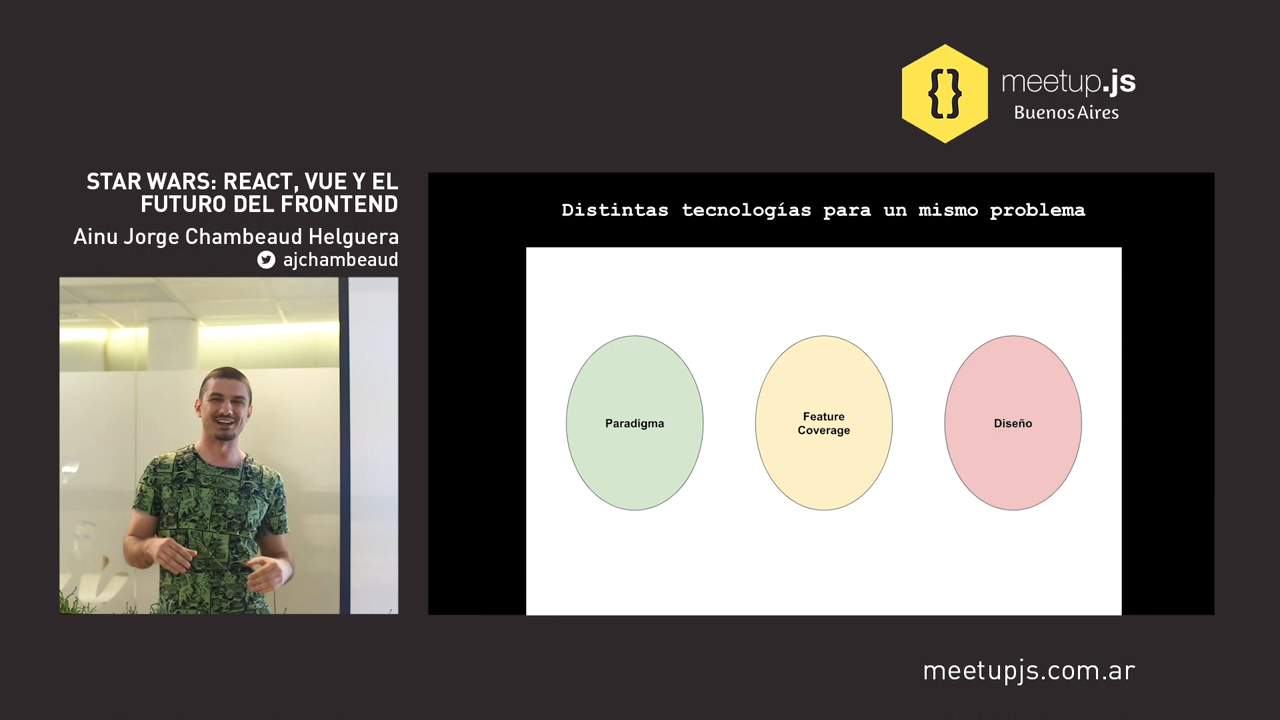 {}
meetup.js
Buenos Aires
STAR WARS: REACT, VUE Y EL
FUTURO DEL FRONTEND
Ainu Jorge Chambeaud Helguera
ajchambeaud
Distintas tecnologías para un mismo problema
Paradigma
Feature
Coverage
Diseño
meetupjs.com.ar